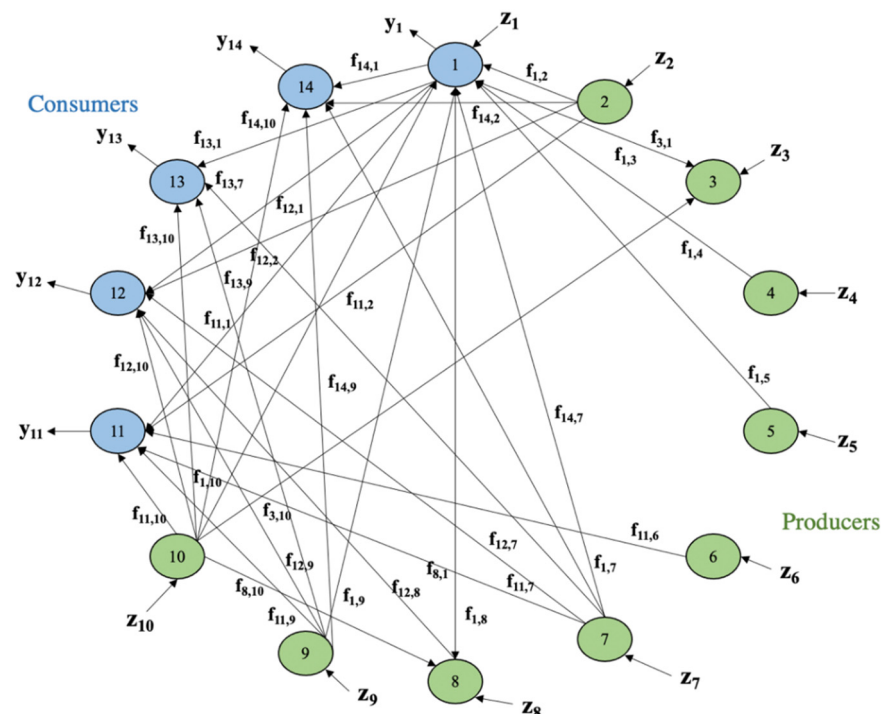 y1
z1
y14
f14,1
1
f1,2
z2
14
2
Consumers
f14,10
f14,2
y13
f13,1
f3,1
f1,3
z3
13
f13,7
3
f12,1
f13,10
f12,2
f1,4
y12
f13,9
12
f11,2
4
z4
f11,1
f12,10
f1,5
f14,9
f14,7
y11
11
5
z5
f1,10
f11,10
f3,10
Producers
f12,7
f11,6
10
f12,9
f8,1
f1,7
6
z6
f8,10
f12,8
f11,7
f1,9
z10
f11,9
f1,8
7
9
8
z7
z9
z8